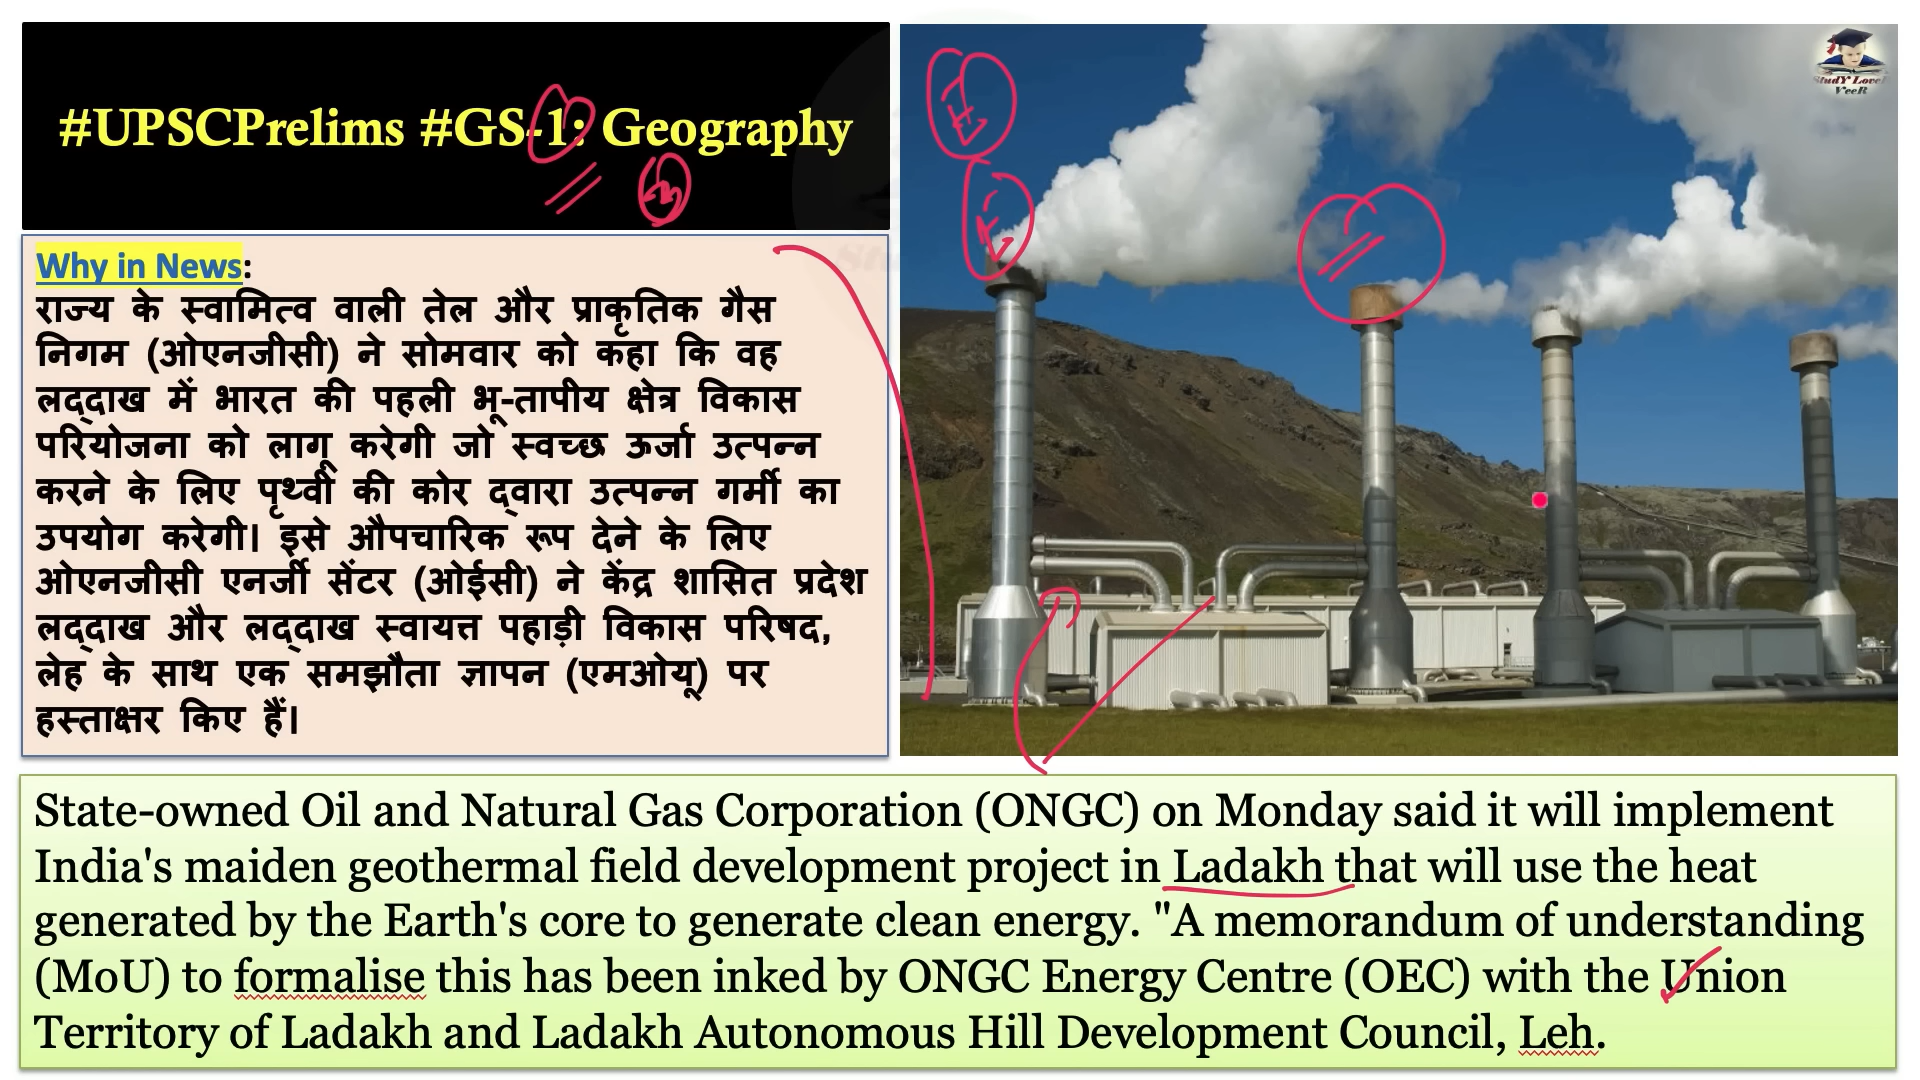 #UPSCPrelims #GS-1: Geography
StudY LoveR
VeeR
Why in News:
राज्य के स्वामित्व वाली तेल और प्राकृतिक गैस
निगम (ओएनजीसी) ने सोमवार को कहा कि वह
लद्दाख में भारत की पहली भू-तापीय क्षेत्र विकास
परियोजना को लागू करेगी जो स्वच्छ ऊर्जा उत्पन्न
करने के लिए पृथ्वी की कोर द्वारा उत्पन्न गर्मी का
उपयोग करेगी। इसे औपचारिक रूप देने के लिए
ओएनजीसी एनर्जी सेंटर (ओईसी) ने केंद्र शासित प्रदेश
लद्दाख और लद्दाख स्वायत्त पहाड़ी विकास परिषद,
लेह के साथ एक समझौता ज्ञापन (एमओयू) पर
हस्ताक्षर किए हैं।
State-owned Oil and Natural Gas Corporation (ONGC) on Monday said it will implement
India's maiden geothermal field development project in Ladakh that will use the heat
generated by the Earth's core to generate clean energy. "A memorandum of understanding
(MoU) to formalise this has been inked by ONGC Energy Centre (OEC) with the Union
Territory of Ladakh and Ladakh Autonomous Hill Development Council, Leh.